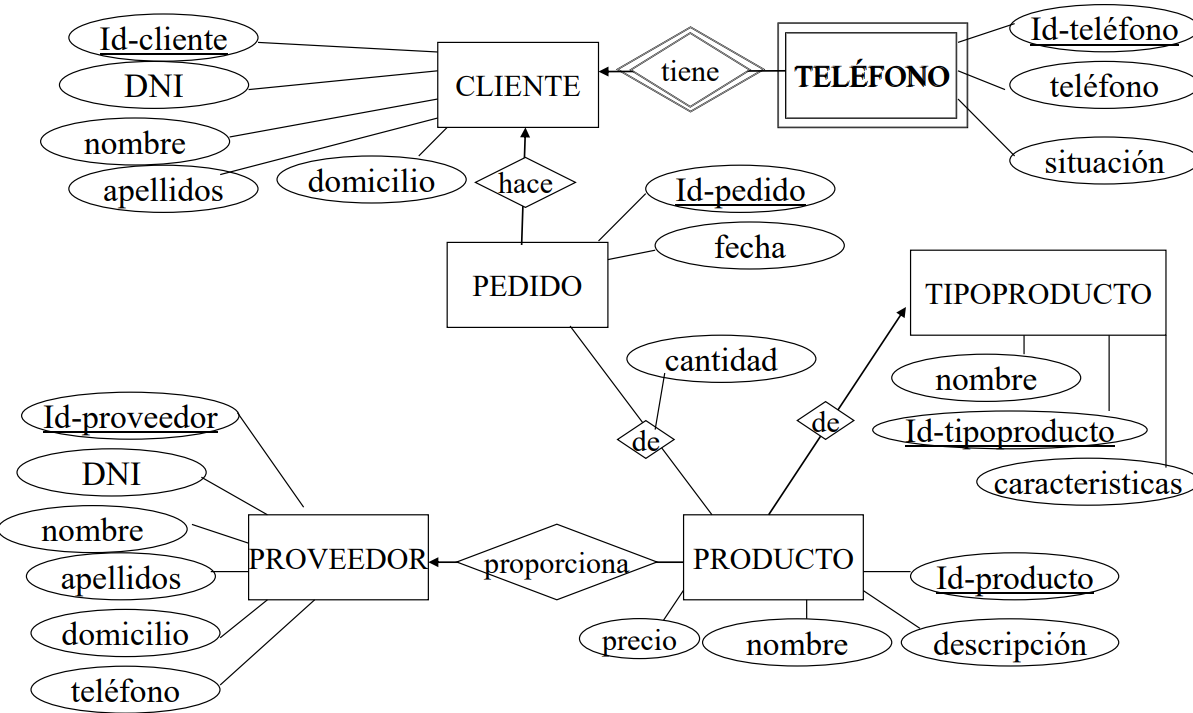 Id-cliente
DNI
nombre
apellidos
domicilio
CLIENTE
tiene
TELÉFONO
Id-teléfono
teléfono
situación
hace
Id-pedido
fecha
PEDIDO
TIPOPRODUCTO
nombre
Id-tipoproducto
caracteristicas
cantidad
de
de
Id-proveedor
DNI
nombre
apellidos
domicilio
teléfono
PROVEEDOR
proporciona
PRODUCTO
Id-producto
precio
nombre
descripción